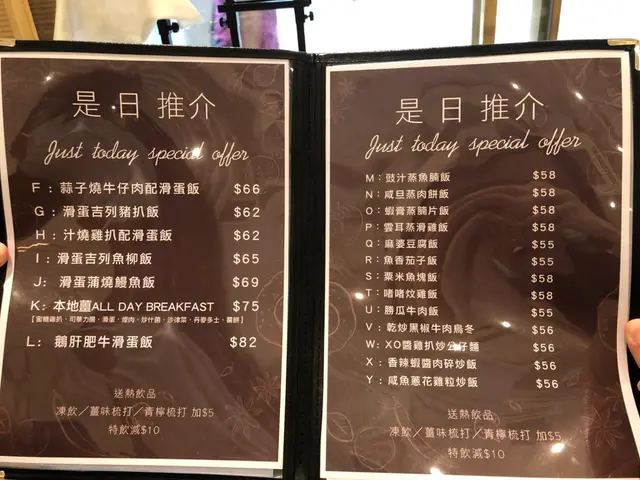 是日推介
Just today special offer
F：蒜子燒牛仔肉配滑蛋飯 $66
G：滑蛋吉列豬扒飯 $62
H：汁燒雞扒配滑蛋飯 $62
I：滑蛋吉列魚柳飯 $65
J：滑蛋蒲燒鰻魚飯 $69
K：本地薑ALL DAY BREAKFAST $75
L：鵝肝肥牛滑蛋飯 $82
送熱飲品
凍飲／薑味梳打／青檸梳打 加$5
特飲減$10
是日推介
Just today special offer
M：豉汁蒸魚腩飯 $58
N：咸旦蒸肉餅飯 $58
O：蝦膏蒸腩片飯 $58
P：雲耳蒸滑雞飯 $58
Q：麻婆豆腐飯 $55
R：魚香茄子飯 $55
S：粟米魚塊飯 $58
T：啫啫炆雞飯 $58
U：勝瓜牛肉飯 $55
V：乾炒黑椒牛肉烏冬 $56
W：XO醬雞扒炒公仔麵 $56
X：香辣蝦醬肉碎炒飯 $56
Y：咸魚蔥花雞粒炒飯 $56
送熱飲品
凍飲／薑味梳打／青檸梳打 加$5
特飲減$10